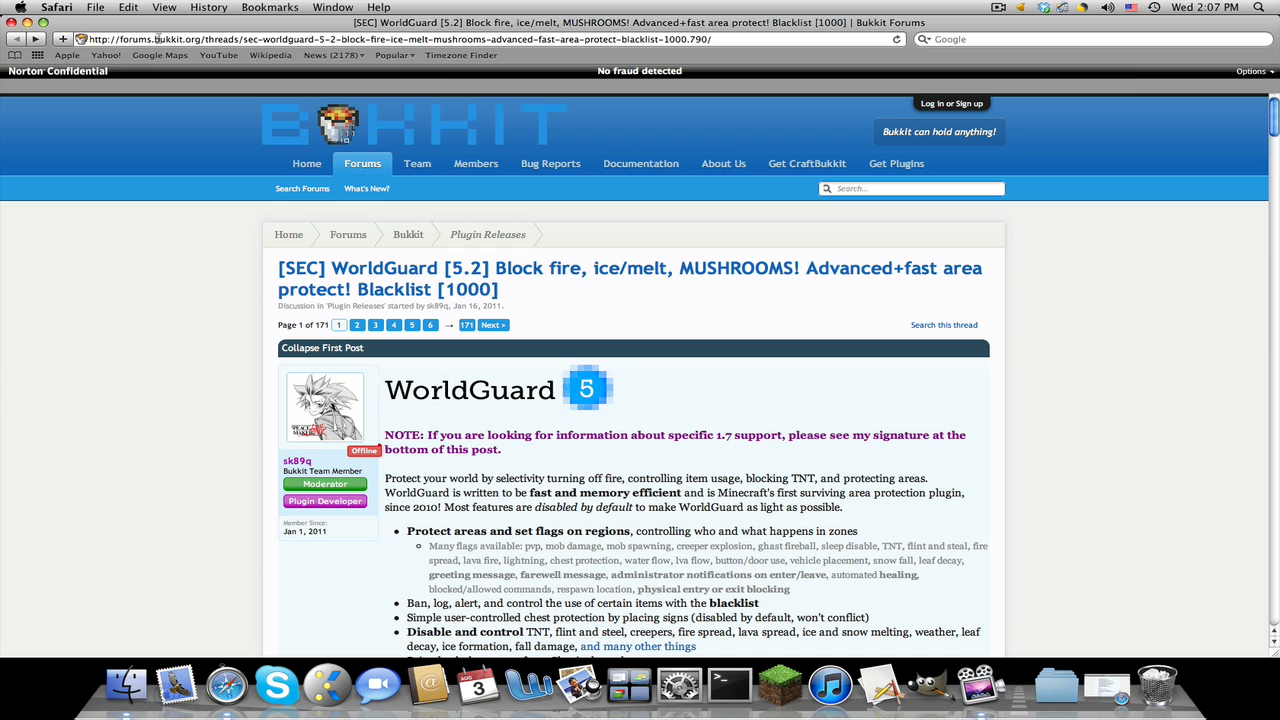 Safari File Edit View History Bookmarks Window Help Wed 2:07 PM
[SEC] WorldGuard [5.2] Block fire, ice/melt, MUSHROOMS! Advanced+fast area protect! Blacklist [1000] | Bukkit Forums
http://forums.bukkit.org/threads/sec-worldguard-5-2-block-fire-ice-melt-mushrooms-advanced-fast-area-protect-blacklist-1000.790/ Google
Apple Yahoo! Google Maps YouTube Wikipedia News (2178) Popular Timezone Finder
Norton Confidential No fraud detected Options
Log in or Sign up
BUKKIT
Bukkit can hold anything!
Home Forums Team Members Bug Reports Documentation About Us Get CraftBukkit Get Plugins
Search Forums What's New? Search...
Home Forums Bukkit Plugin Releases
[SEC] WorldGuard [5.2] Block fire, ice/melt, MUSHROOMS! Advanced+fast area
protect! Blacklist [1000]
Discussion in 'Plugin Releases' started by sk89q, Jan 16, 2011.
Page 1 of 171 1 2 3 4 5 6 → 171 Next > Search this thread
Collapse First Post
WorldGuard 5
NOTE: If you are looking for information about specific 1.7 support, please see my signature at the
bottom of this post.
Offline
sk89q
Bukkit Team Member
Moderator
Plugin Developer
Member Since:
Jan 1, 2011
Protect your world by selectivity turning off fire, controlling item usage, blocking TNT, and protecting areas.
WorldGuard is written to be fast and memory efficient and is Minecraft's first surviving area protection plugin,
since 2010! Most features are disabled by default to make WorldGuard as light as possible.
• Protect areas and set flags on regions, controlling who and what happens in zones
Many flags available: pvp, mob damage, mob spawning, creeper explosion, ghast fireball, sleep disable, TNT, flint and steal, fire
spread, lava fire, lightning, chest protection, water flow, lva flow, button/door use, vehicle placement, snow fall, leaf decay,
greeting message, farewell message, administrator notifications on enter/leave, automated healing,
blocked/allowed commands, respawn location, physical entry or exit blocking
• Ban, log, alert, and control the use of certain items with the blacklist
• Simple user-controlled chest protection by placing signs (disabled by default, won't conflict)
• Disable and control TNT, flint and steel, creepers, fire spread, lava spread, ice and snow melting, weather, leaf
decay, ice formation, fall damage, and many other things
AUG
3